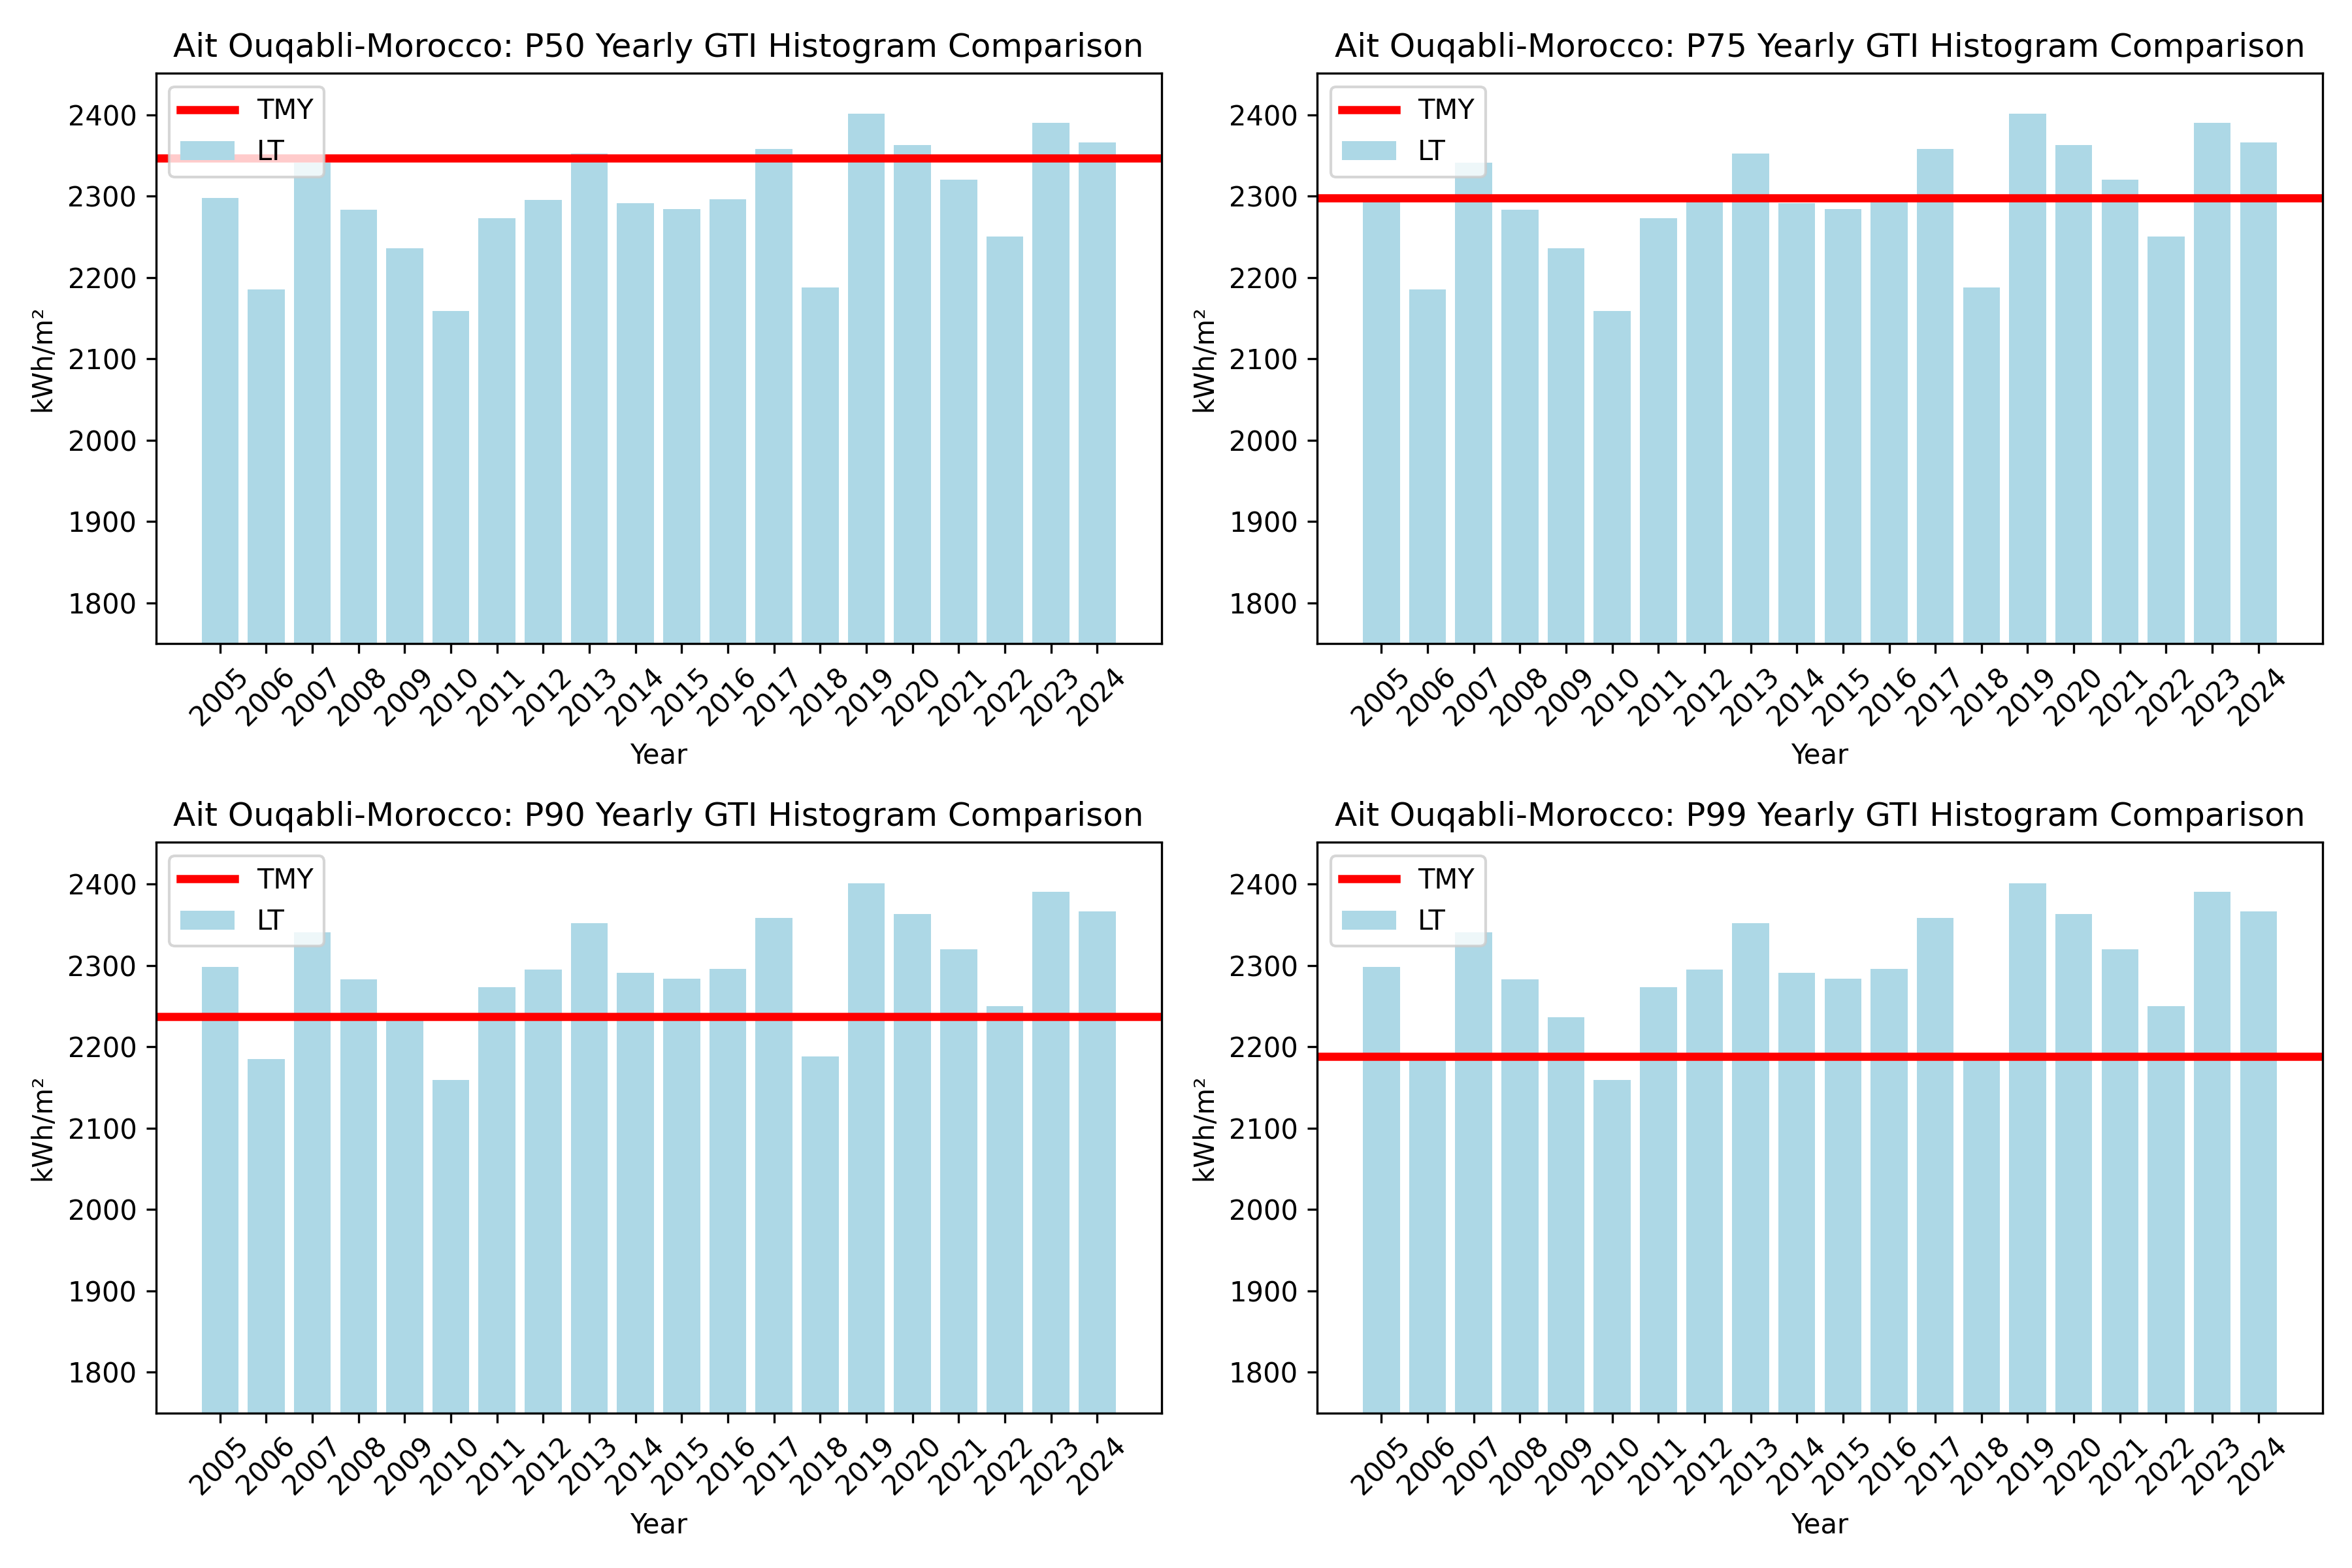 Ait Ouqabli-Morocco: P50 Yearly GTI Histogram Comparison
TMY
LT
kWh/m²
2400
2300
2200
2100
2000
1900
1800
2005 2006 2007 2008 2009 2010 2011 2012 2013 2014 2015 2016 2017 2018 2019 2020 2021 2022 2023 2024
Year
Ait Ouqabli-Morocco: P75 Yearly GTI Histogram Comparison
TMY
LT
kWh/m²
2400
2300
2200
2100
2000
1900
1800
2005 2006 2007 2008 2009 2010 2011 2012 2013 2014 2015 2016 2017 2018 2019 2020 2021 2022 2023 2024
Year
Ait Ouqabli-Morocco: P90 Yearly GTI Histogram Comparison
TMY
LT
kWh/m²
2400
2300
2200
2100
2000
1900
1800
2005 2006 2007 2008 2009 2010 2011 2012 2013 2014 2015 2016 2017 2018 2019 2020 2021 2022 2023 2024
Year
Ait Ouqabli-Morocco: P99 Yearly GTI Histogram Comparison
TMY
LT
kWh/m²
2400
2300
2200
2100
2000
1900
1800
2005 2006 2007 2008 2009 2010 2011 2012 2013 2014 2015 2016 2017 2018 2019 2020 2021 2022 2023 2024
Year